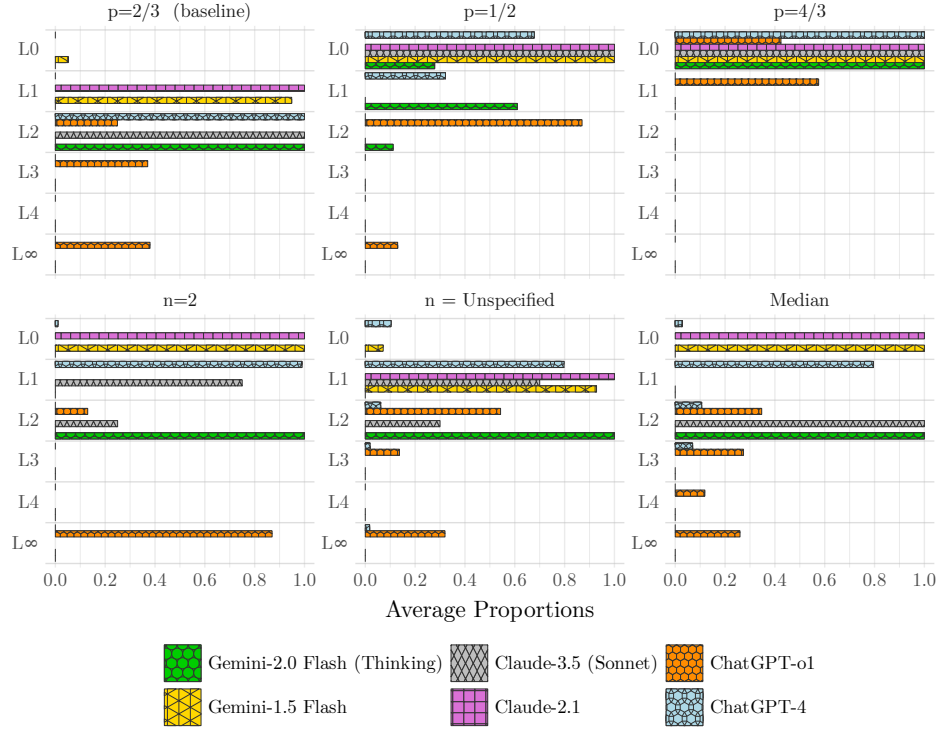 p=2/3 (baseline)
p=1/2
p=4/3
L0
L1
L2
L3
L4
L∞
L0
L1
L2
L3
L4
L∞
L0
L1
L2
L3
L4
L∞
n=2
n = Unspecified
Median
L0
L1
L2
L3
L4
L∞
L0
L1
L2
L3
L4
L∞
L0
L1
L2
L3
L4
L∞
0.0 0.2 0.4 0.6 0.8 1.0
0.0 0.2 0.4 0.6 0.8 1.0
0.0 0.2 0.4 0.6 0.8 1.0
Average Proportions
Gemini-2.0 Flash (Thinking)
Claude-3.5 (Sonnet)
ChatGPT-o1
Gemini-1.5 Flash
Claude-2.1
ChatGPT-4